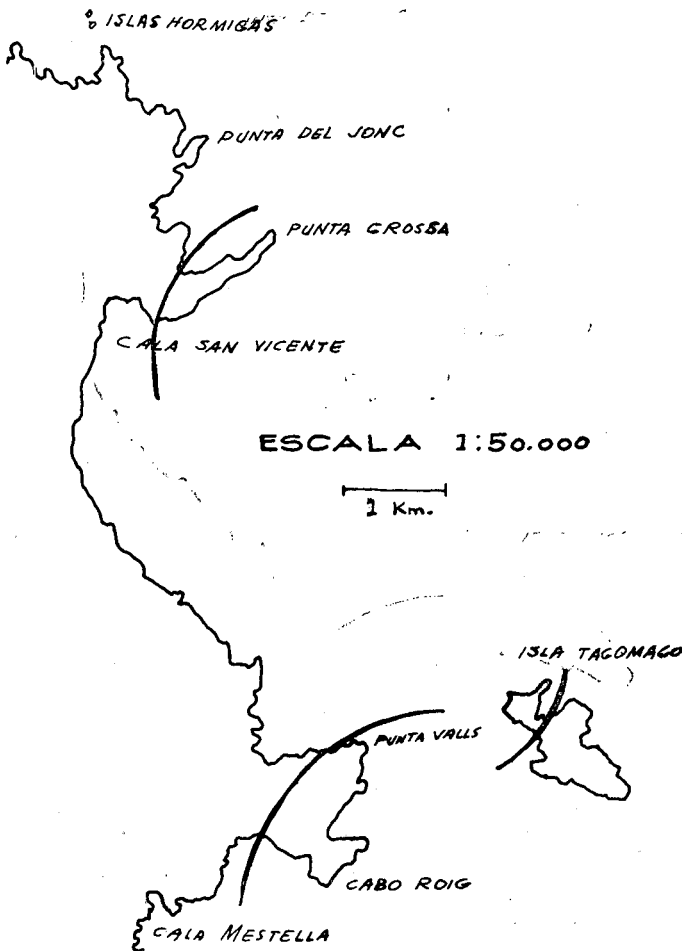 ISLAS HORMIGAS
PUNTA DEL JONC
PUNTA GROSSA
CALA SAN VICENTE
ESCALA 1:50.000
1 Km.
ISLA TAGOMAGO
PUNTA VALLS
CABO ROIG
CALA MESTELLA